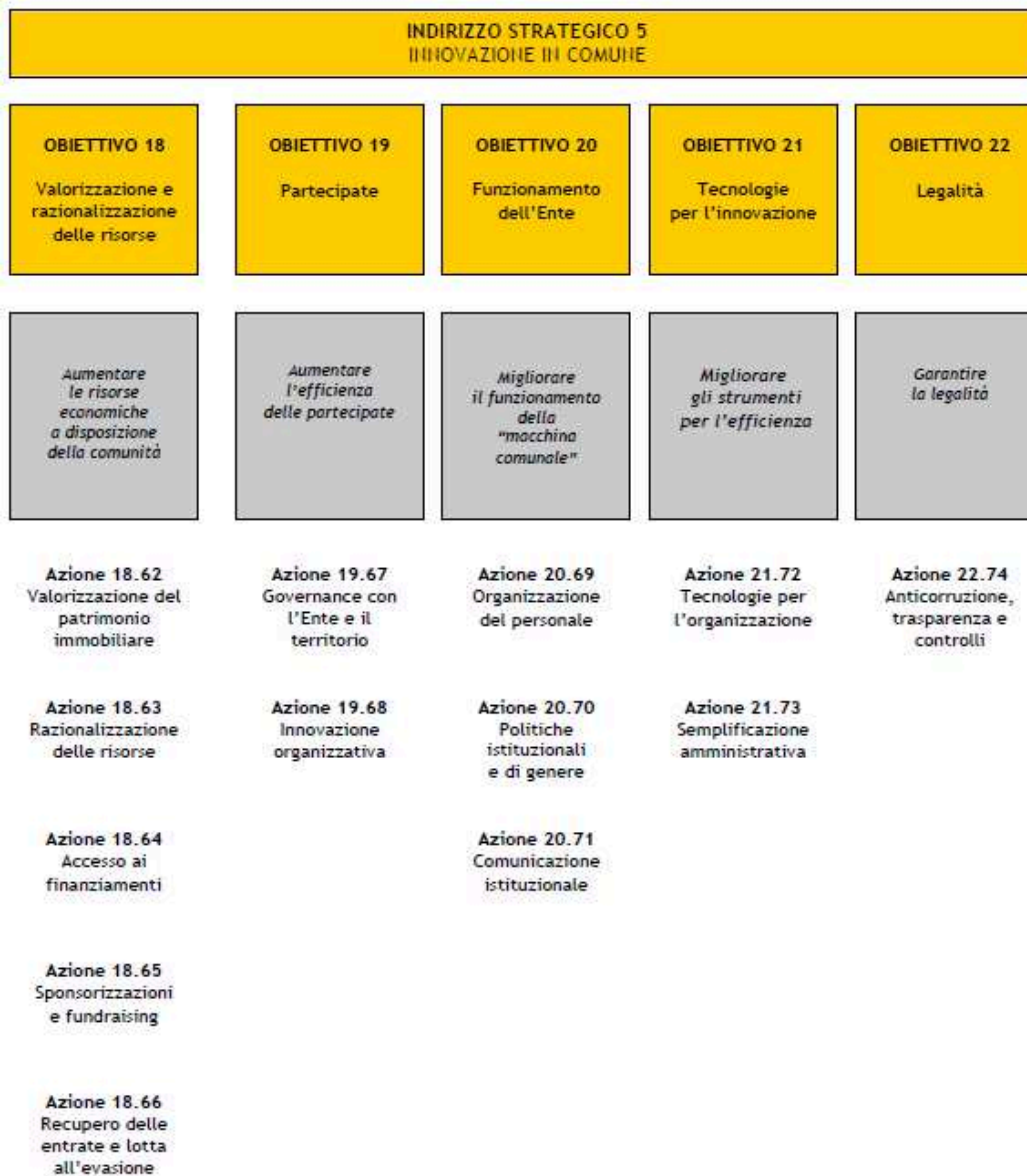 INDIRIZZO STRATEGICO 5
INNOVAZIONE IN COMUNE
OBIETTIVO 18
Valorizzazione e
razionalizzazione
delle risorse
OBIETTIVO 19
Partecipate
OBIETTIVO 20
Funzionamento
dell'Ente
OBIETTIVO 21
Tecnologie
per l'innovazione
OBIETTIVO 22
Legalità
Aumentare
le risorse
economiche
a disposizione
della comunità
Aumentare
l'efficienza
delle partecipate
Migliorare
il funzionamento
della
"macchina
comunale"
Migliorare
gli strumenti
per l'efficienza
Garantire
la legalità
Azione 18.62
Valorizzazione del
patrimonio
immobiliare
Azione 19.67
Governance con
l'Ente e il
territorio
Azione 20.69
Organizzazione
del personale
Azione 21.72
Tecnologie per
l'organizzazione
Azione 22.74
Anticorruzione,
trasparenza e
controlli
Azione 18.63
Razionalizzazione
delle risorse
Azione 19.68
Innovazione
organizzativa
Azione 20.70
Politiche
istituzionali
e di genere
Azione 21.73
Semplificazione
amministrativa
Azione 18.64
Accesso ai
finanziamenti
Azione 20.71
Comunicazione
istituzionale
Azione 18.65
Sponsorizzazioni
e fundraising
Azione 18.66
Recupero delle
entrate e lotta
all'evasione